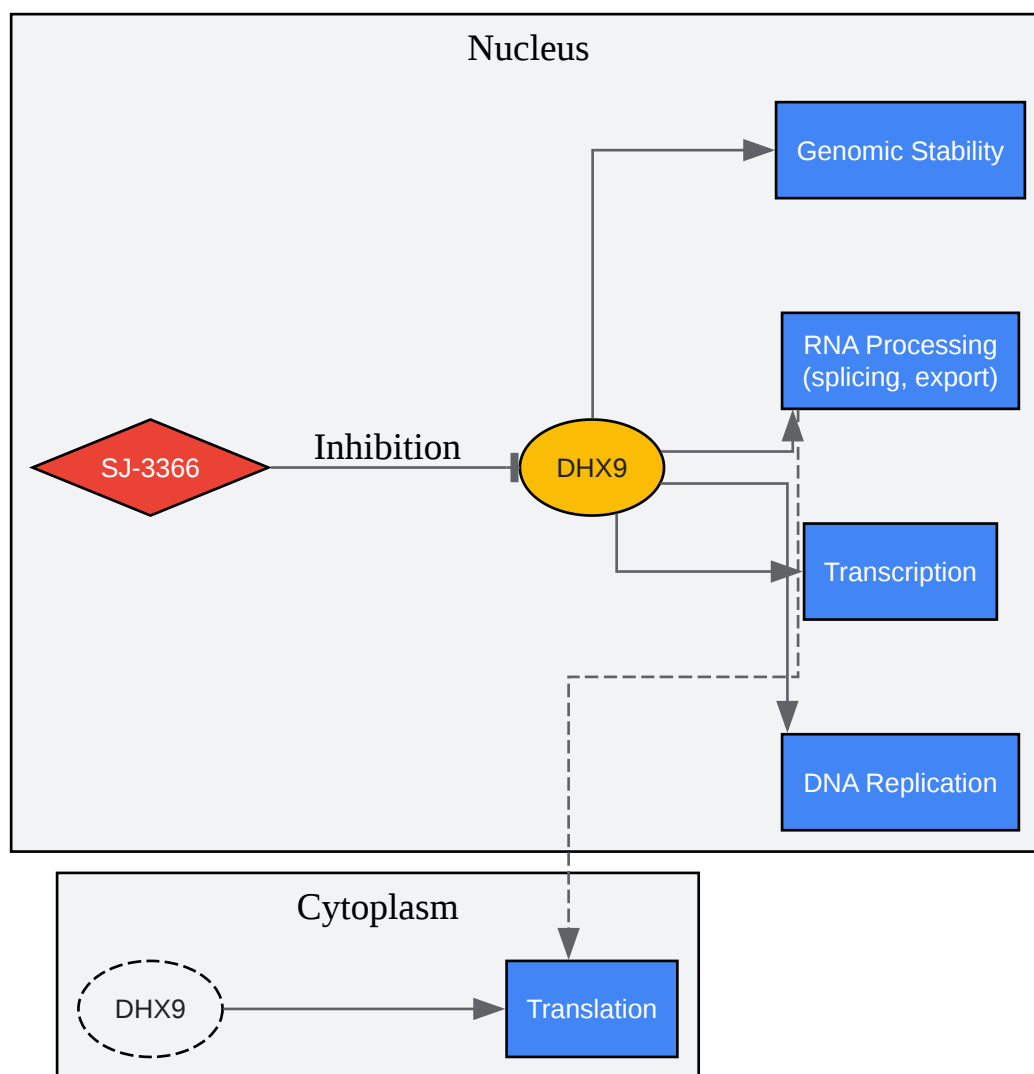 Nucleus
Genomic Stability
RNA Processing
(splicing, export)
SJ-3366
Inhibition
DHX9
Transcription
DNA Replication
Cytoplasm
DHX9
Translation